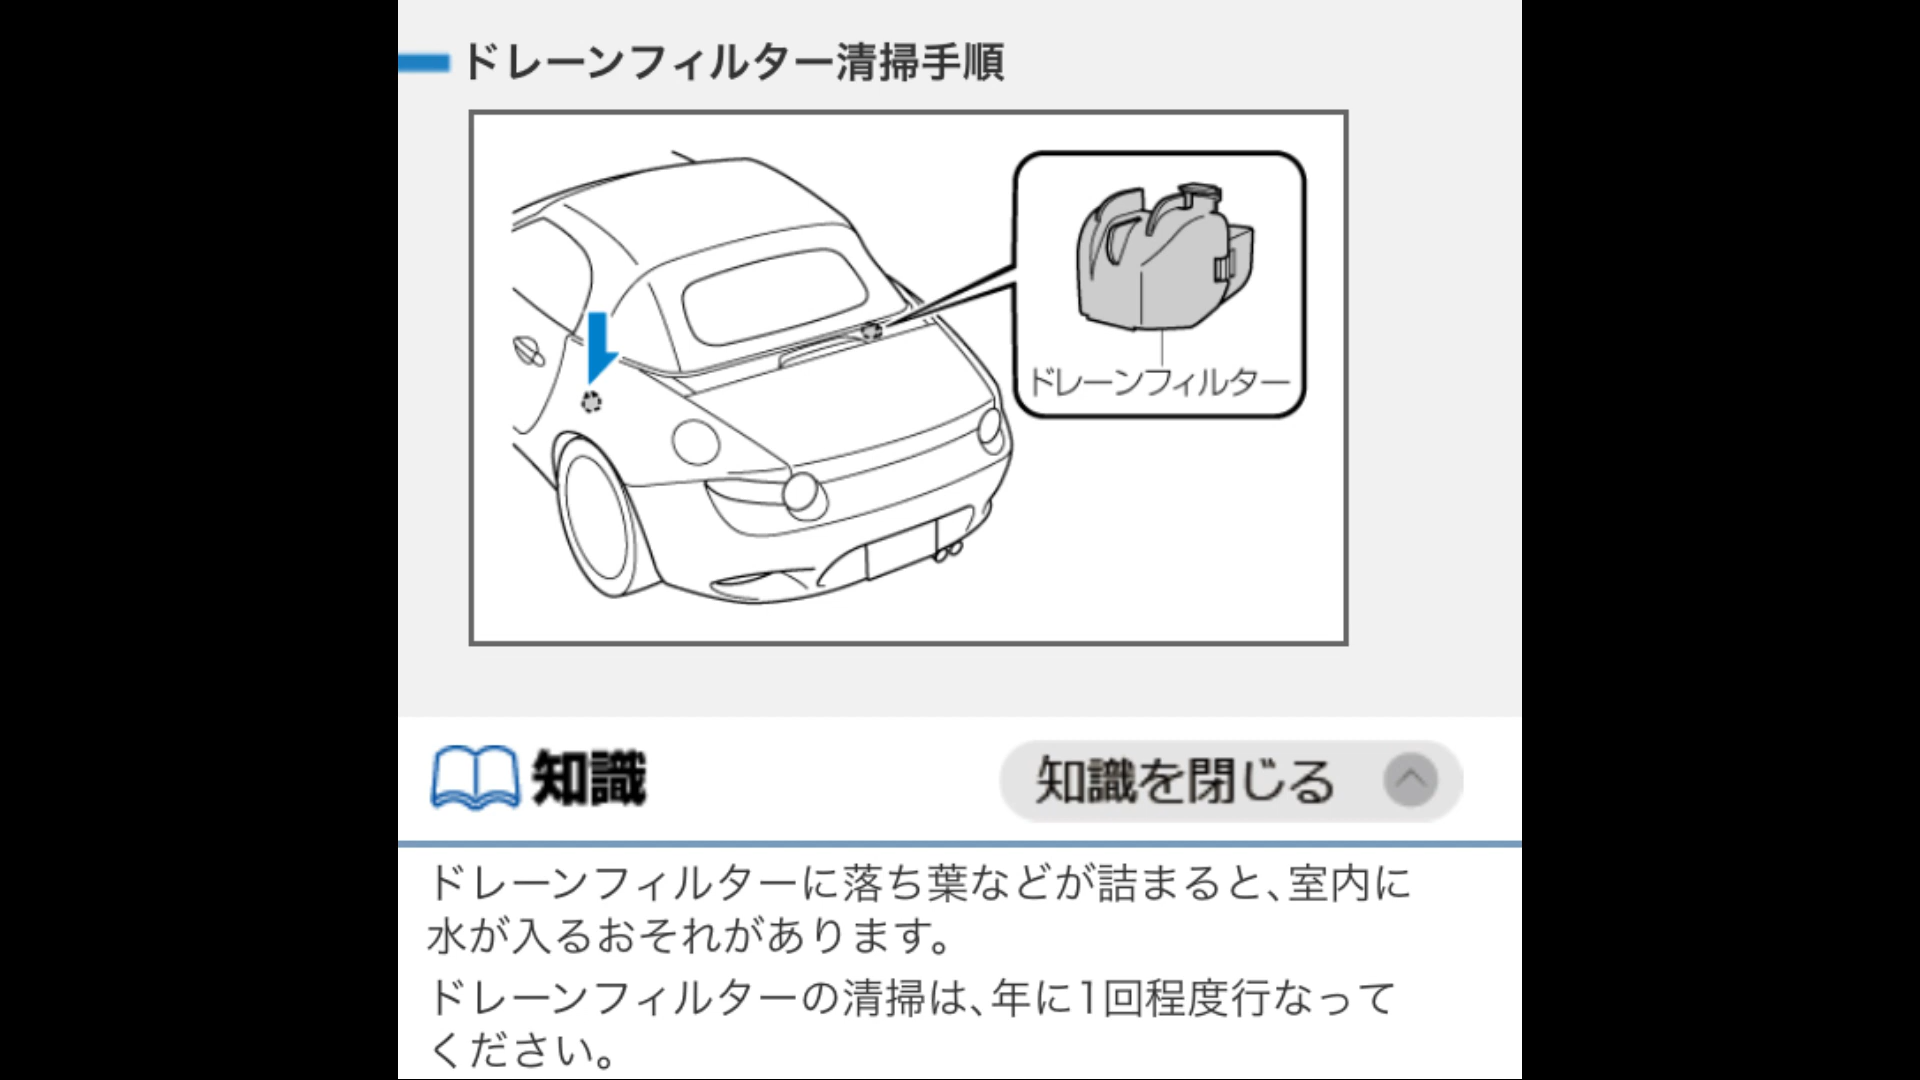 ドレーンフィルター清掃手順
ドレーンフィルター
知識
知識を閉じる
ドレーンフィルターに落ち葉などが詰まると、室内に
水が入るおそれがあります。
ドレーンフィルターの清掃は、年に1回程度行なって
ください。